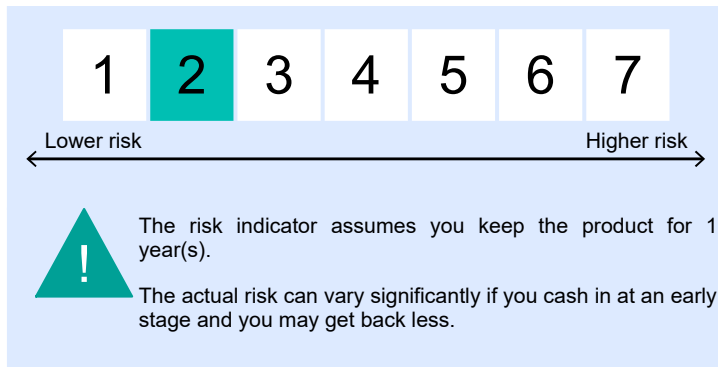 1 2 3 4 5 6 7
Lower risk Higher risk
!
The risk indicator assumes you keep the product for 1
year(s).
The actual risk can vary significantly if you cash in at an early
stage and you may get back less.